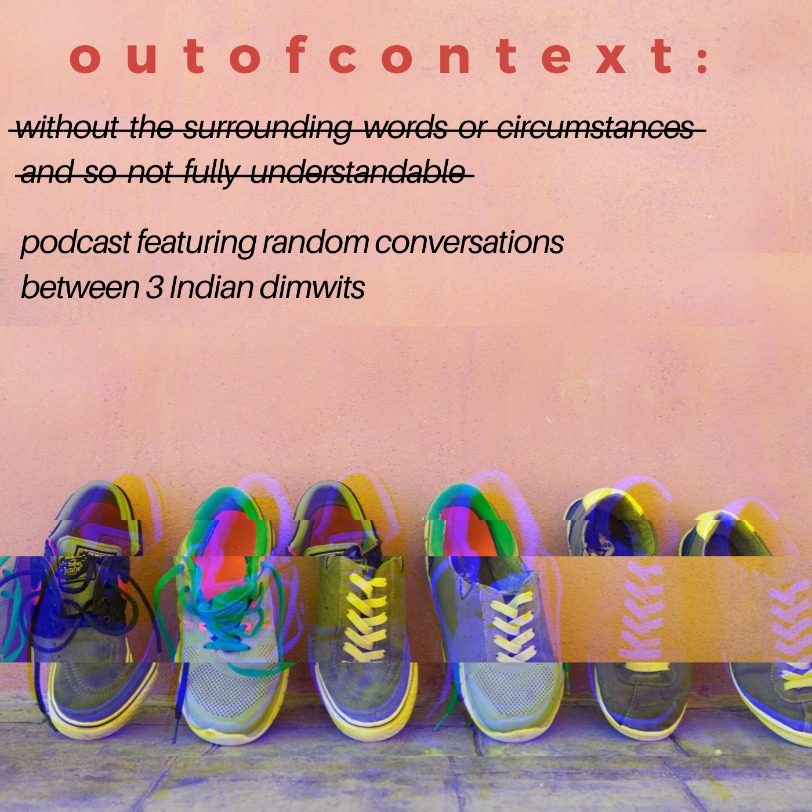 outofcontext:
without the surrounding words or circumstances
and so not fully understandable
podcast featuring random conversations
between 3 Indian dimwits